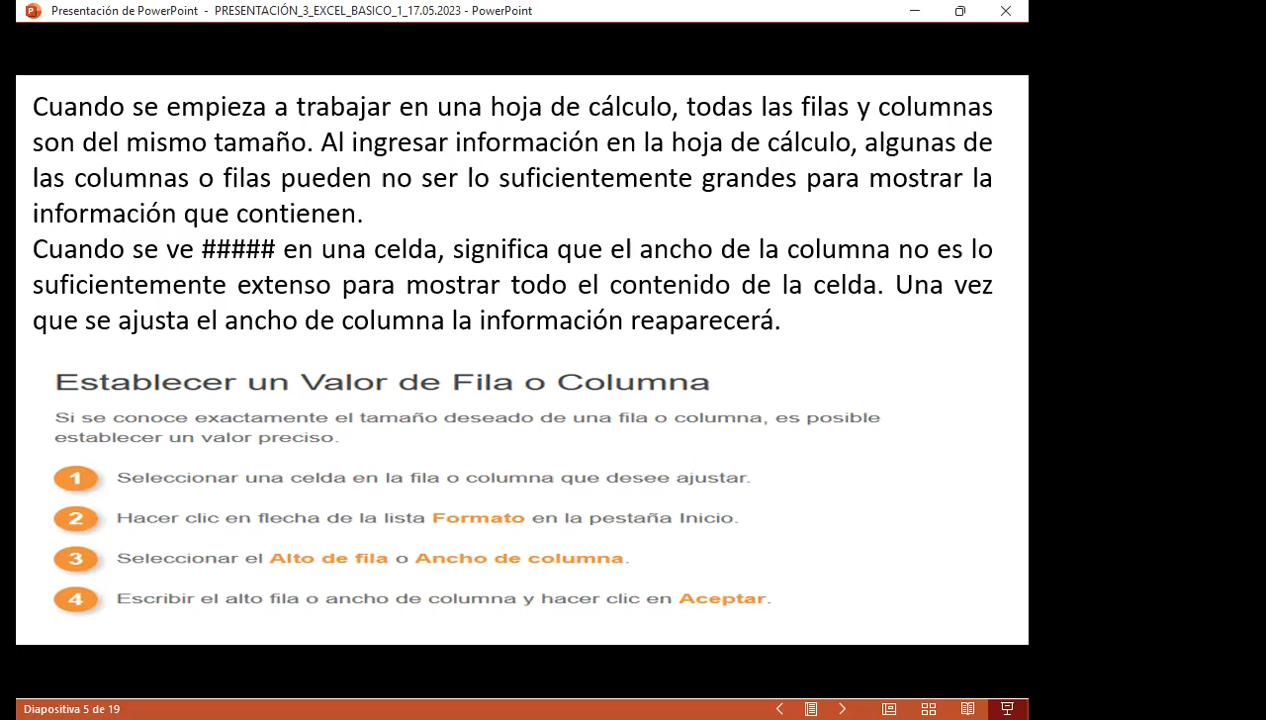 Presentación de PowerPoint - PRESENTACIÓN_3_EXCEL_BASICO_1_17.05.2023 - PowerPoint
Cuando se empieza a trabajar en una hoja de cálculo, todas las filas y columnas
son del mismo tamaño. Al ingresar información en la hoja de cálculo, algunas de
las columnas o filas pueden no ser lo suficientemente grandes para mostrar la
información que contienen.
Cuando se ve ##### en una celda, significa que el ancho de la columna no es lo
suficientemente extenso para mostrar todo el contenido de la celda. Una vez
que se ajusta el ancho de columna la información reaparecerá.
Establecer un Valor de Fila o Columna
Si se conoce exactamente el tamaño deseado de una fila o columna, es posible
establecer un valor preciso.
1 Seleccionar una celda en la fila o columna que desee ajustar.
2 Hacer clic en flecha de la lista Formato en la pestaña Inicio.
3 Seleccionar el Alto de fila o Ancho de columna.
4 Escribir el alto fila o ancho de columna y hacer clic en Aceptar.
Diapositiva 5 de 19